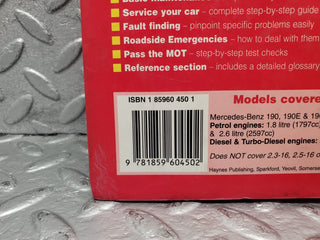 Service your car – complete step-by-step guide
Fault finding – pinpoint specific problems easily
Roadside Emergencies – how to deal with them
Pass the MOT – step-by-step test checks
Reference section – includes a detailed glossary
ISBN 1 85960 450 1
9 781859 604502
Models covere
Mercedes-Benz 190, 190E & 190
Petrol engines: 1.8 litre (1797cc)
& 2.6 litre (2597cc)
Diesel & Turbo-Diesel engines:
Does NOT cover 2.3-16, 2.5-16 o
Haynes Publishing, Sparkford, Yeovil, Somerse